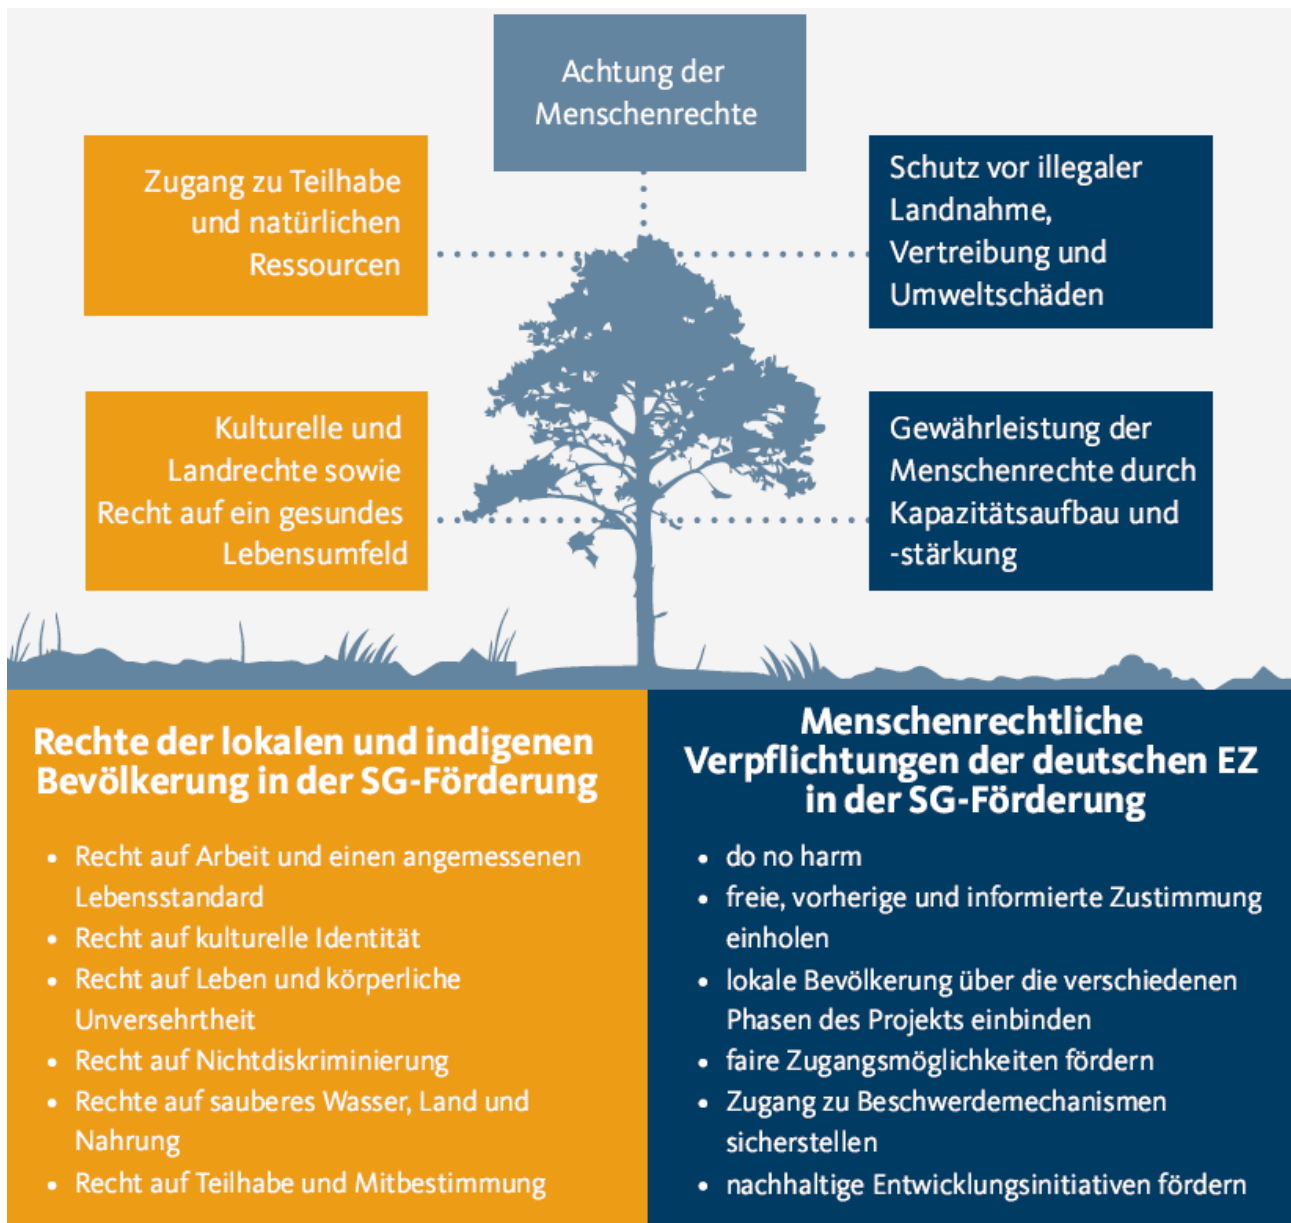 Achtung der
Menschenrechte
Zugang zu Teilhabe
und natürlichen
Ressourcen
Schutz vor illegaler
Landnahme,
Vertreibung und
Umweltschäden
Kulturelle und
Landrechte sowie
Recht auf ein gesundes
Lebensumfeld
Gewährleistung der
Menschenrechte durch
Kapazitätsaufbau und
-stärkung
Rechte der lokalen und indigenen
Bevölkerung in der SG-Förderung
• Recht auf Arbeit und einen angemessenen
Lebensstandard
• Recht auf kulturelle Identität
• Recht auf Leben und körperliche
Unversehrtheit
• Recht auf Nichtdiskriminierung
• Rechte auf sauberes Wasser, Land und
Nahrung
• Recht auf Teilhabe und Mitbestimmung
Menschenrechtliche
Verpflichtungen der deutschen EZ
in der SG-Förderung
• do no harm
• freie, vorherige und informierte Zustimmung
einholen
• lokale Bevölkerung über die verschiedenen
Phasen des Projekts einbinden
• faire Zugangsmöglichkeiten fördern
• Zugang zu Beschwerdemechanismen
sicherstellen
• nachhaltige Entwicklungsinitiativen fördern